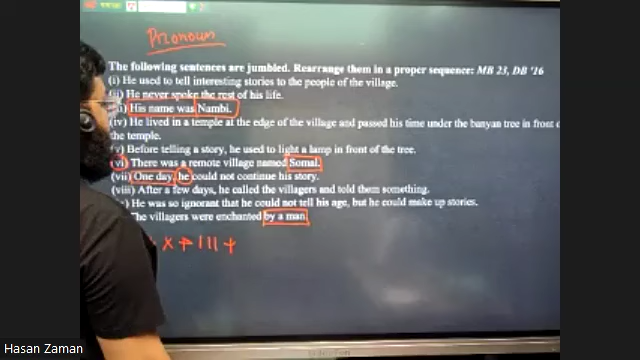 Pronoun
The following sentences are jumbled. Rearrange them in a proper sequence: MB 23, DB '16
(i) He used to tell interesting stories to the people of the village.
(ii) He never spoke the rest of his life.
His name was Nambi.
(iv) He lived in a temple at the edge of the village and passed his time under the banyan tree in front
the temple.
(v) Before telling a story, he used to light a lamp in front of the tree.
(vi) There was a remote village named Somal.
(vii) One day, he could not continue his story.
(viii) After a few days, he called the villagers and told them something.
He was so ignorant that he could not tell his age, but he could make up stories.
The villagers were enchanted by a man.
x + III +
Hasan Zaman